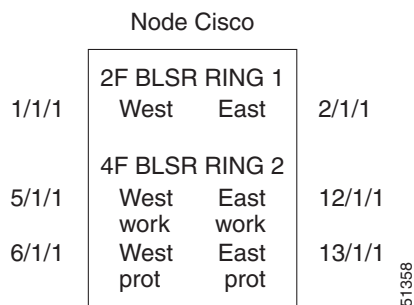 Node Cisco
2F BLSR RING 1
1/1/1 West East 2/1/1
4F BLSR RING 2
5/1/1 West East 12/1/1
work work
6/1/1 West East 13/1/1
prot prot
51358